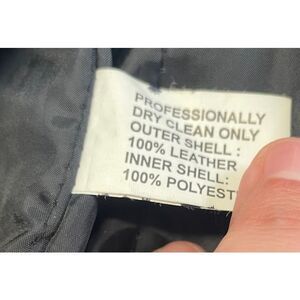 PROFESSIONALLY
DRY CLEAN ONLY
OUTER SHELL :
100% LEATHER
INNER SHELL:
100% POLYEST